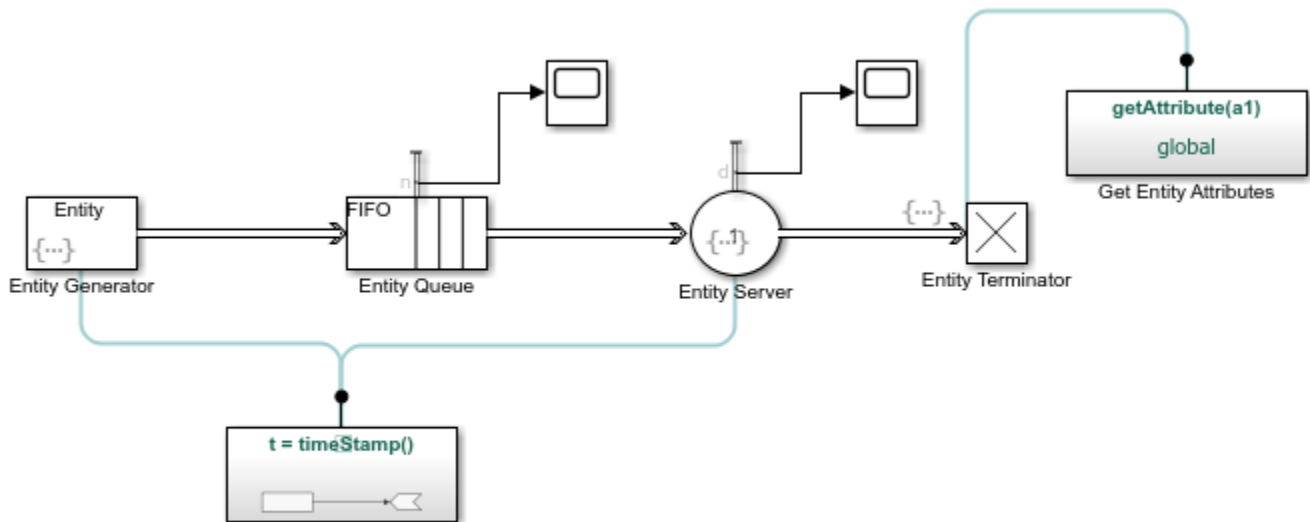 getAttribute(a1)
global
Get Entity Attributes
n
d
Entity
{...}
Entity Generator
FIFO
Entity Queue
{...}
1
Entity Server
{...}
Entity Terminator
t = timeStamp()